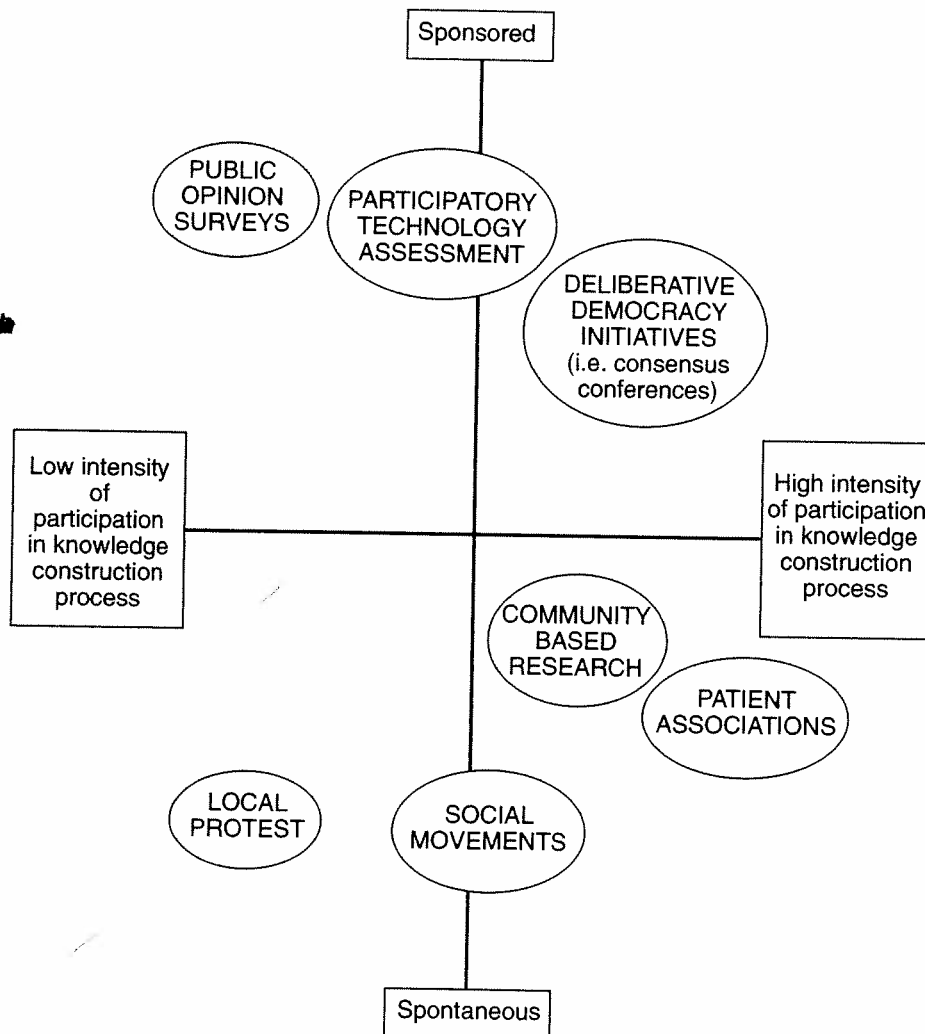 Sponsored
PUBLIC
OPINION
SURVEYS
PARTICIPATORY
TECHNOLOGY
ASSESSMENT
DELIBERATIVE
DEMOCRACY
INITIATIVES
(i.e. consensus
conferences)
Low intensity
of
participation
in knowledge
construction
process
High intensity
of participation
in knowledge
construction
process
COMMUNITY
BASED
RESEARCH
PATIENT
ASSOCIATIONS
LOCAL
PROTEST
SOCIAL
MOVEMENTS
Spontaneous